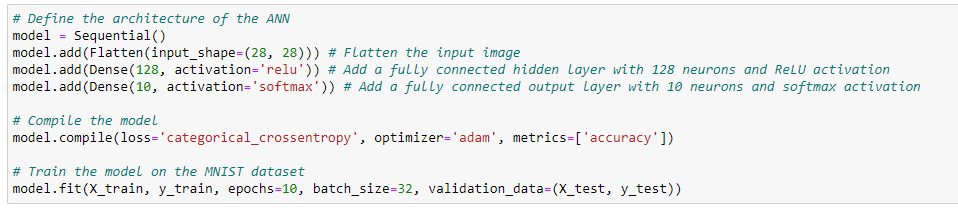 # Define the architecture of the ANN
model = Sequential()
model.add(Flatten(input_shape=(28, 28))) # Flatten the input image
model.add(Dense(128, activation='relu')) # Add a fully connected hidden layer with 128 neurons and ReLU activation
model.add(Dense(10, activation='softmax')) # Add a fully connected output layer with 10 neurons and softmax activation
# Compile the model
model.compile(loss='categorical_crossentropy', optimizer='adam', metrics=['accuracy'])
# Train the model on the MNIST dataset
model.fit(X_train, y_train, epochs=10, batch_size=32, validation_data=(X_test, y_test))